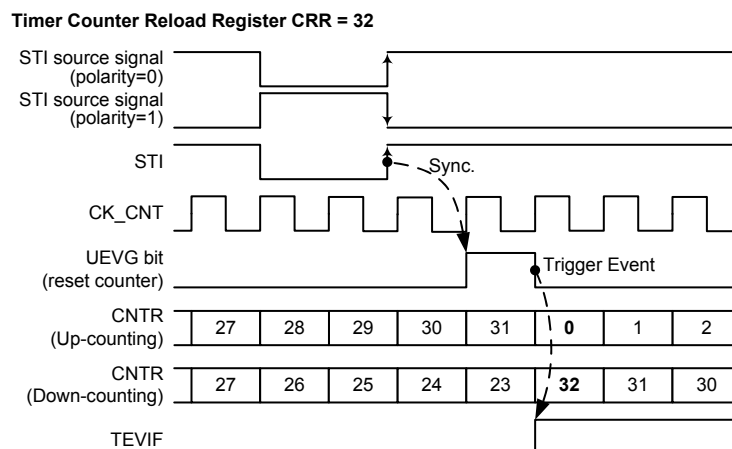 Timer Counter Reload Register CRR = 32
STI source signal
(polarity=0)
STI source signal
(polarity=1)
STI
Sync.
CK_CNT
UEVG bit
(reset counter)
Trigger Event
CNTR
(Up-counting)
27 28 29 30 31 0 1 2
CNTR
(Down-counting)
27 26 25 24 23 32 31 30
TEVIF